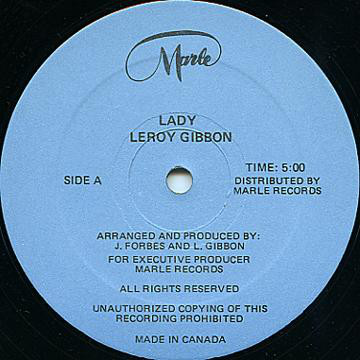 Marle
LADY
LEROY GIBBON
SIDE A
TIME: 5:00
DISTRIBUTED BY
MARLE RECORDS
ARRANGED AND PRODUCED BY:
J. FORBES AND L. GIBBON
FOR EXECUTIVE PRODUCER
MARLE RECORDS
ALL RIGHTS RESERVED
UNAUTHORIZED COPYING OF THIS
RECORDING PROHIBITED
MADE IN CANADA